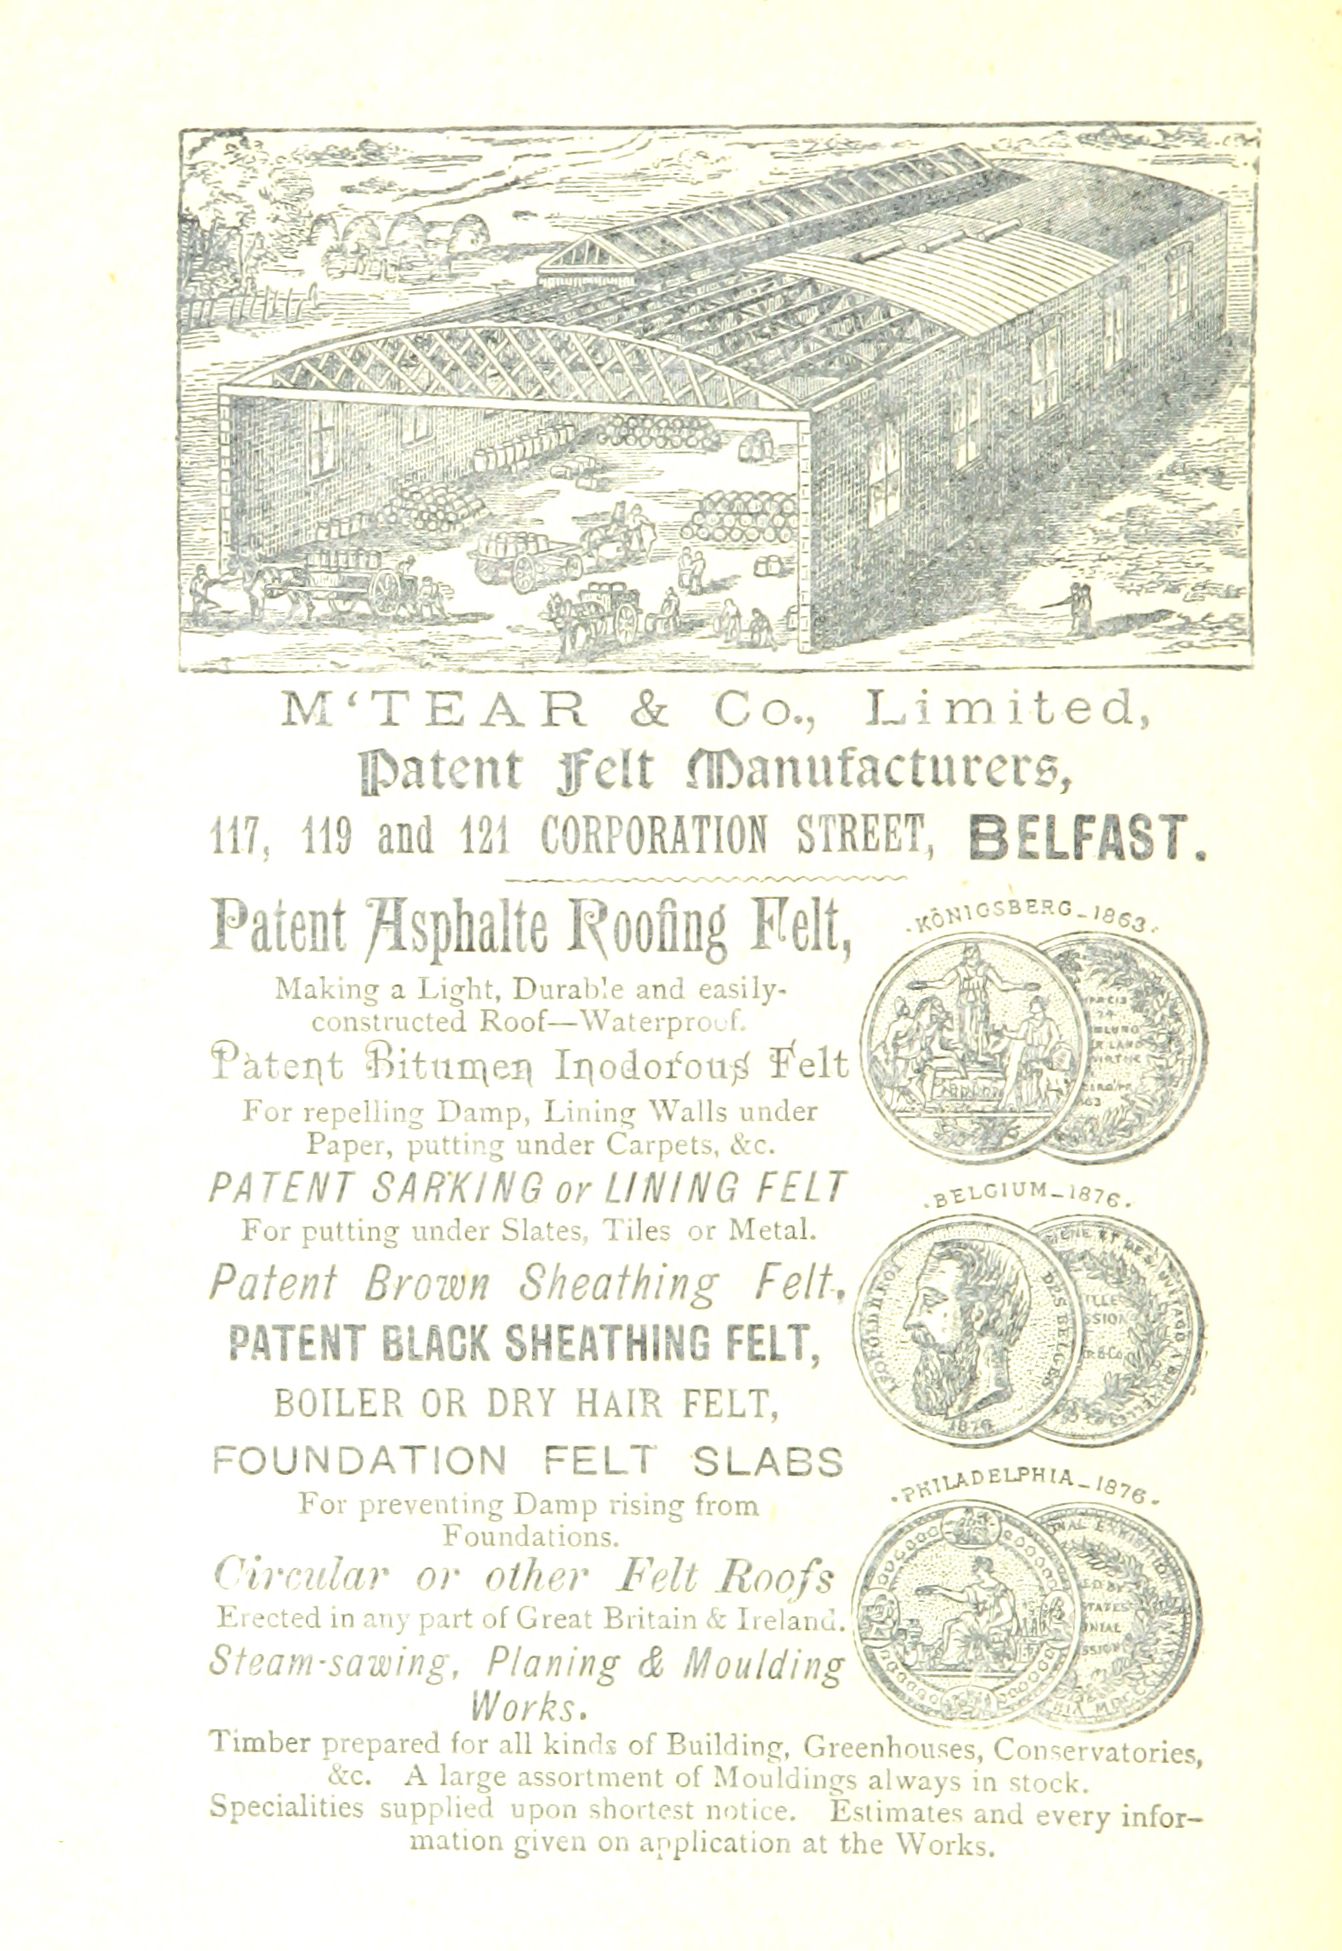 M'TEAR & Co., Limited,
Patent Felt Manufacturers,
117, 119 and 121 CORPORATION STREET, BELFAST.
Patent Asphalte Roofing Felt,
Making a Light, Durable and easily-
constructed Roof—Waterproof.
Patent Bitumen Inodorous Felt
For repelling Damp, Lining Walls under
Paper, putting under Carpets, &c.
PATENT SARKING or LINING FELT
For putting under Slates, Tiles or Metal.
Patent Brown Sheathing Felt,
PATENT BLACK SHEATHING FELT,
BOILER OR DRY HAIR FELT,
FOUNDATION FELT SLABS
For preventing Damp rising from
Foundations.
Circular or other Felt Roofs
Erected in any part of Great Britain & Ireland.
Steam-sawing, Planing & Moulding
Works.
KÖNIGSBERG-1863
BELGIUM-1876.
LEOPOLD II ROI DES BELGES
1876
PHILADELPHIA-1876.
Timber prepared for all kinds of Building, Greenhouses, Conservatories,
&c. A large assortment of Mouldings always in stock.
Specialities supplied upon shortest notice. Estimates and every infor-
mation given on application at the Works.